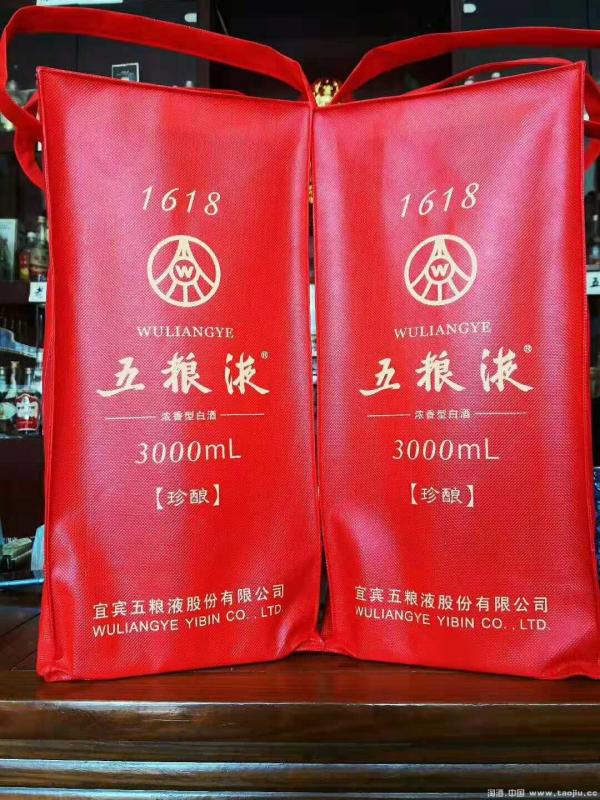 1618
W
WULIANGYE
五粮液®
浓香型白酒
3000mL
【珍酿】
宜宾五粮液股份有限公司
WULIANGYE YIBIN CO.,LTD.
1618
W
WULIANGYE
五粮液®
浓香型白酒
3000mL
【珍酿】
宜宾五粮液股份有限公司
WULIANGYE YIBIN CO.,LTD.
淘酒.中国 www.taojiu.cc